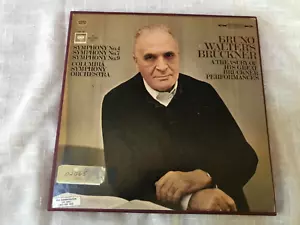 SYMPHONY No.4
SYMPHONY No.7
SYMPHONY No.9
COLUMBIA
SYMPHONY
ORCHESTRA
BRUNO
WALTER'S
BRUCKNER
A TREASURY OF
HIS GREAT
BRUCKNER
PERFORMANCES